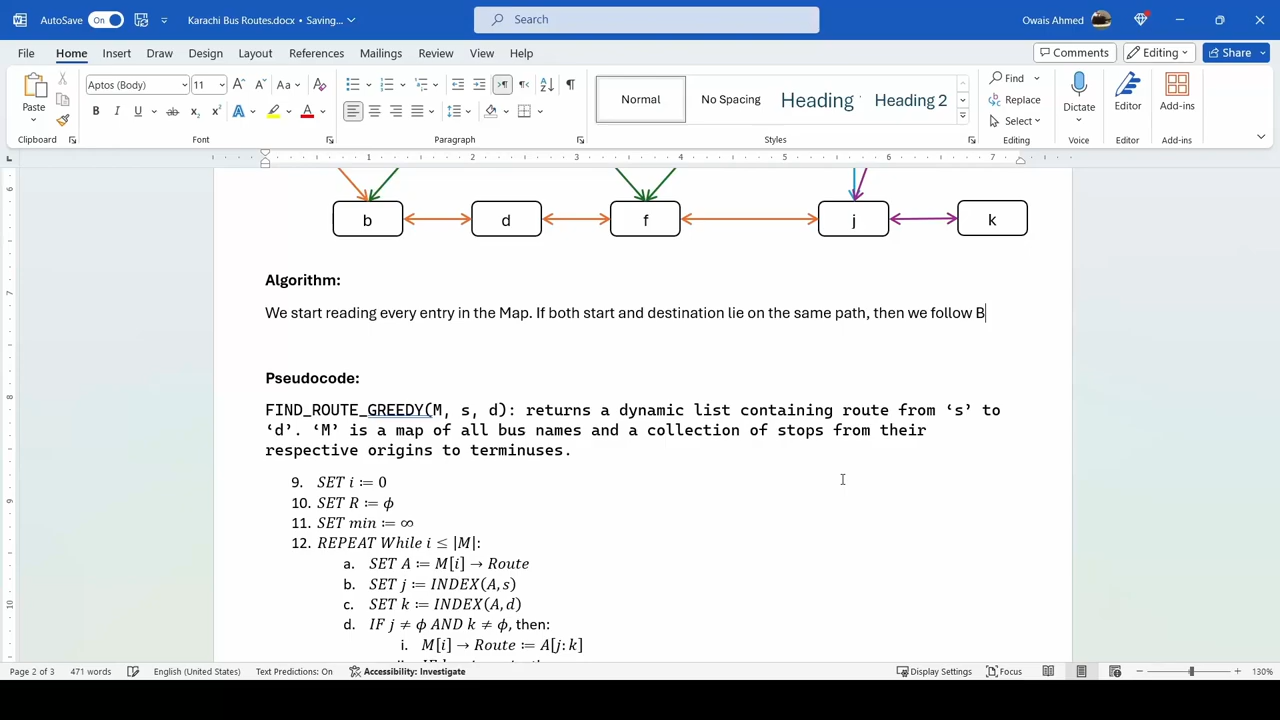 AutoSave On Karachi Bus Routes.docx • Saving... Search Owais Ahmed
File Home Insert Draw Design Layout References Mailings Review View Help Comments Editing Share
Paste Aptos (Body) 11 Normal No Spacing Heading Heading 2 Find Replace Select Dictate Editor Add-ins
Clipboard Font Paragraph Styles Editing Voice Editor Add-ins
1 2 3 4 5 6 7
b d f j k
Algorithm:
We start reading every entry in the Map. If both start and destination lie on the same path, then we follow B
Pseudocode:
FIND_ROUTE_GREEDY(M, s, d): returns a dynamic list containing route from ‘s’ to
‘d’. ‘M’ is a map of all bus names and a collection of stops from their
respective origins to terminuses.
9. SET i ≔ 0
10. SET R ≔ ϕ
11. SET min ≔ ∞
12. REPEAT While i ≤ |M|:
a. SET A ≔ M[i] → Route
b. SET j ≔ INDEX(A, s)
c. SET k ≔ INDEX(A, d)
d. IF j ≠ ϕ AND k ≠ ϕ, then:
i. M[i] → Route ≔ A[j: k]
Page 2 of 3 471 words English (United States) Text Predictions: On Accessibility: Investigate Display Settings Focus 130%